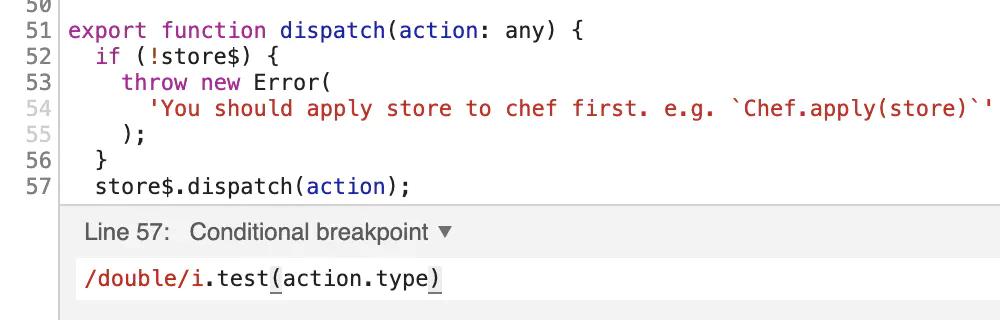 50
51 export function dispatch(action: any) {
52 if (!store$) {
53 throw new Error(
54 'You should apply store to chef first. e.g. `Chef.apply(store)`'
55 );
56 }
57 store$.dispatch(action);
Line 57: Conditional breakpoint ▼
/double/i.test(action.type)